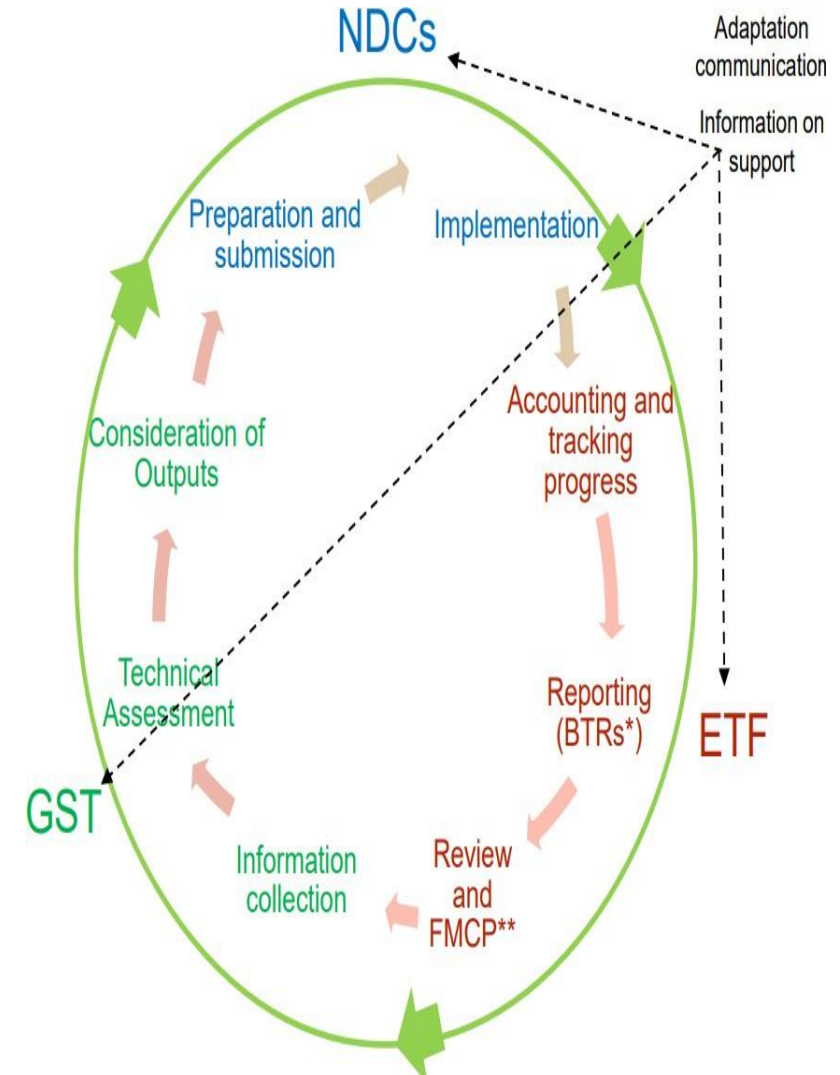 NDCs
Adaptation
communication
Information on
support
Preparation and
submission
Implementation
Accounting and
tracking
progress
Consideration of
Outputs
Technical
Assessment
Reporting
(BTRs*)
ETF
GST
Information
collection
Review
and
FMCP**